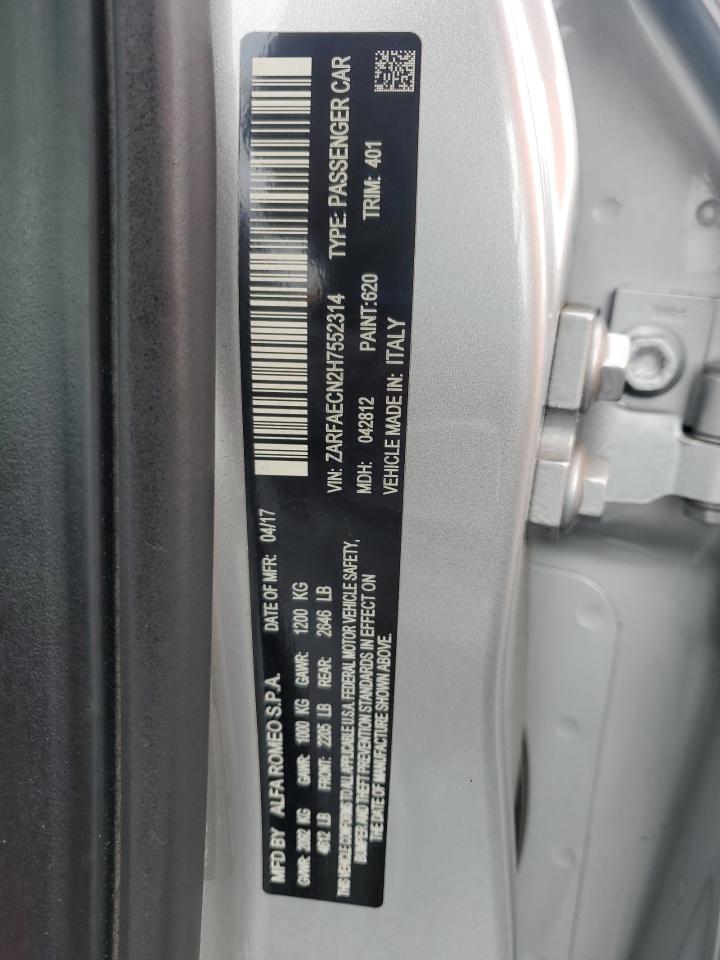 MFD BY ALFA ROMEO S.P.A. DATE OF MFR: 04/17
GVWR: 2092 KG GAWR: 1000 KG GAWR: 1200 KG
4612 LB FRONT: 2205 LB REAR: 2646 LB
THIS VEHICLE CONFORMS TO ALL APPLICABLE U.S.A. FEDERAL MOTOR VEHICLE SAFETY,
BUMPER AND THEFT PREVENTION STANDARDS IN EFFECT ON
THE DATE OF MANUFACTURE SHOWN ABOVE.
VIN: ZARFAECN2H7552314 TYPE: PASSENGER CAR
MDH: 042812 PAINT:620 TRIM: 401
VEHICLE MADE IN: ITALY